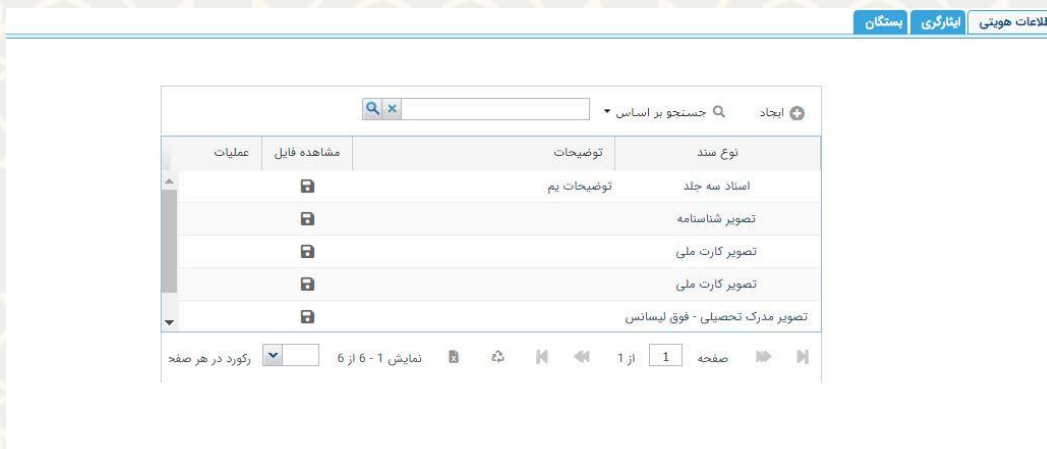 طلاعات هویتی ایثارگری بستگان
ایجاد جستجو بر اساس
نوع سند توضیحات مشاهده فایل عملیات
اسناد سه جلد توضیحات یم
تصویر شناسنامه
تصویر کارت ملی
تصویر کارت ملی
تصویر مدرک تحصیلی - فوق لیسانس
صفحه 1 از 1 نمایش 1 - 6 از 6 رکورد در هر صفح